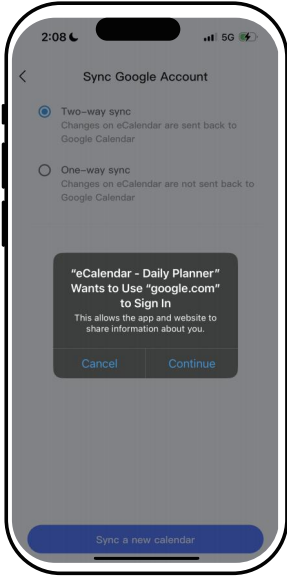 2:08 5G
Sync Google Account
Two-way sync
Changes on eCalendar are sent back to
Google Calendar
One-way sync
Changes on eCalendar are not sent back to
Google Calendar
“eCalendar - Daily Planner”
Wants to Use “google.com”
to Sign In
This allows the app and website to
share information about you.
Cancel Continue
Sync a new calendar